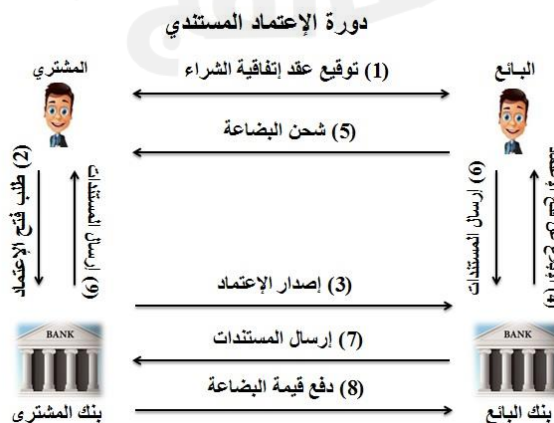 دورة الإعتماد المستندي
البائع
المشتري
(1) توقيع عقد إتفاقية الشراء
(5) شحن البضاعة
(2) طلب فتح الإعتماد
(9) إرسال المستندات
(6) إرسال المستندات
(4)
(3) إصدار الإعتماد
(7) إرسال المستندات
(8) دفع قيمة البضاعة
BANK
BANK
بنك البائع
بنك المشتري